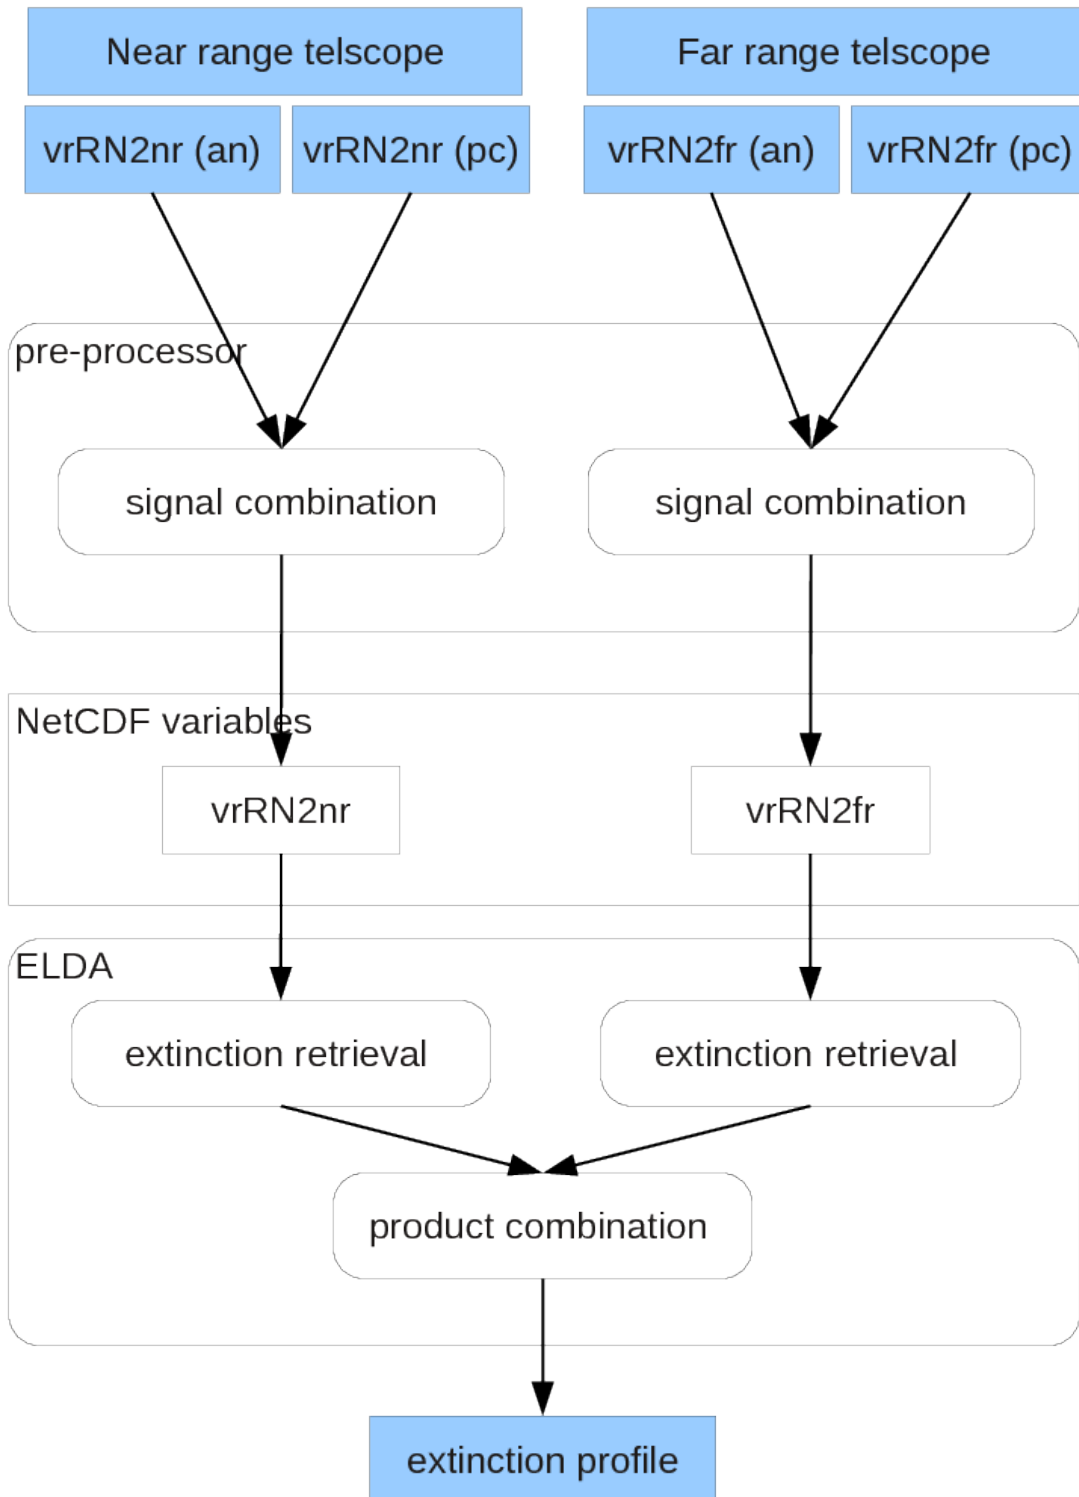 Near range telscope
Far range telscope
vrRN2nr (an)
vrRN2nr (pc)
vrRN2fr (an)
vrRN2fr (pc)
pre-processor
signal combination
signal combination
NetCDF variables
vrRN2nr
vrRN2fr
ELDA
extinction retrieval
extinction retrieval
product combination
extinction profile